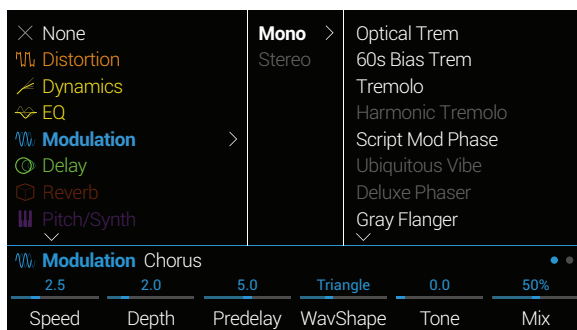 None
Distortion
Dynamics
EQ
Modulation >
Delay
Reverb
Pitch/Synth
Mono >
Stereo
Optical Trem
60s Bias Trem
Tremolo
Harmonic Tremolo
Script Mod Phase
Ubiquitous Vibe
Deluxe Phaser
Gray Flanger
Modulation Chorus
2.5 2.0 5.0 Triangle 0.0 50%
Speed Depth Predelay WavShape Tone Mix